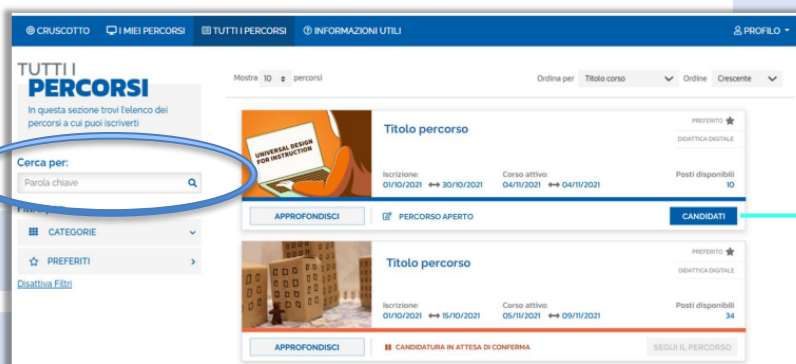 CRUSCOTTO I MIEI PERCORSI TUTTI I PERCORSI INFORMAZIONI UTILI PROFILO
TUTTI I
PERCORSI
In questa sezione trovi l'elenco dei
percorsi a cui puoi iscriverti
Cerca per:
Parola chiave
CATEGORIE
PREFERITI
Disattiva Filtri
Mostra 10 percorsi
Ordina per Titolo corso Ordine Crescente
UNIVERSAL DESIGN
FOR INSTRUCTION
Titolo percorso
PREFERITO
DIDATTICA DIGITALE
Iscrizione: Corso attivo: Posti disponibili
01/10/2021 ↔ 30/10/2021 04/11/2021 ↔ 04/11/2021 10
APPROFONDISCI PERCORSO APERTO CANDIDATI
Titolo percorso
PREFERITO
DIDATTICA DIGITALE
Iscrizione: Corso attivo: Posti disponibili
01/10/2021 ↔ 15/10/2021 05/11/2021 ↔ 09/11/2021 34
APPROFONDISCI CANDIDATURA IN ATTESA DI CONFERMA SEGUI IL PERCORSO